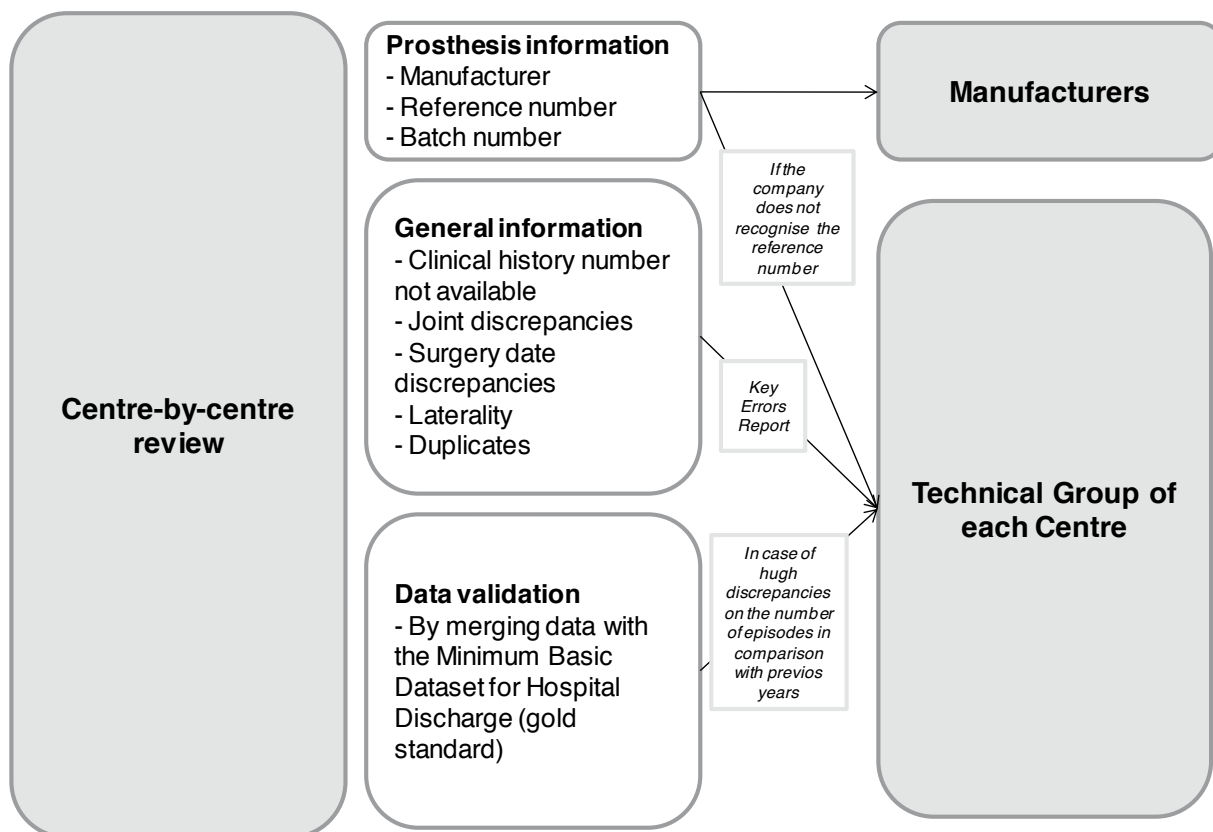 Centre-by-centre
review
Prosthesis information
- Manufacturer
- Reference number
- Batch number
General information
- Clinical history number
not available
- Joint discrepancies
- Surgery date
discrepancies
- Laterality
- Duplicates
Data validation
- By merging data with
the Minimum Basic
Dataset for Hospital
Discharge (gold
standard)
If the
company
does not
recognise the
reference
number
Key
Errors
Report
In case of
hugh
discrepancies
on the number
of episodes in
comparison
with previos
years
Manufacturers
Technical Group of
each Centre